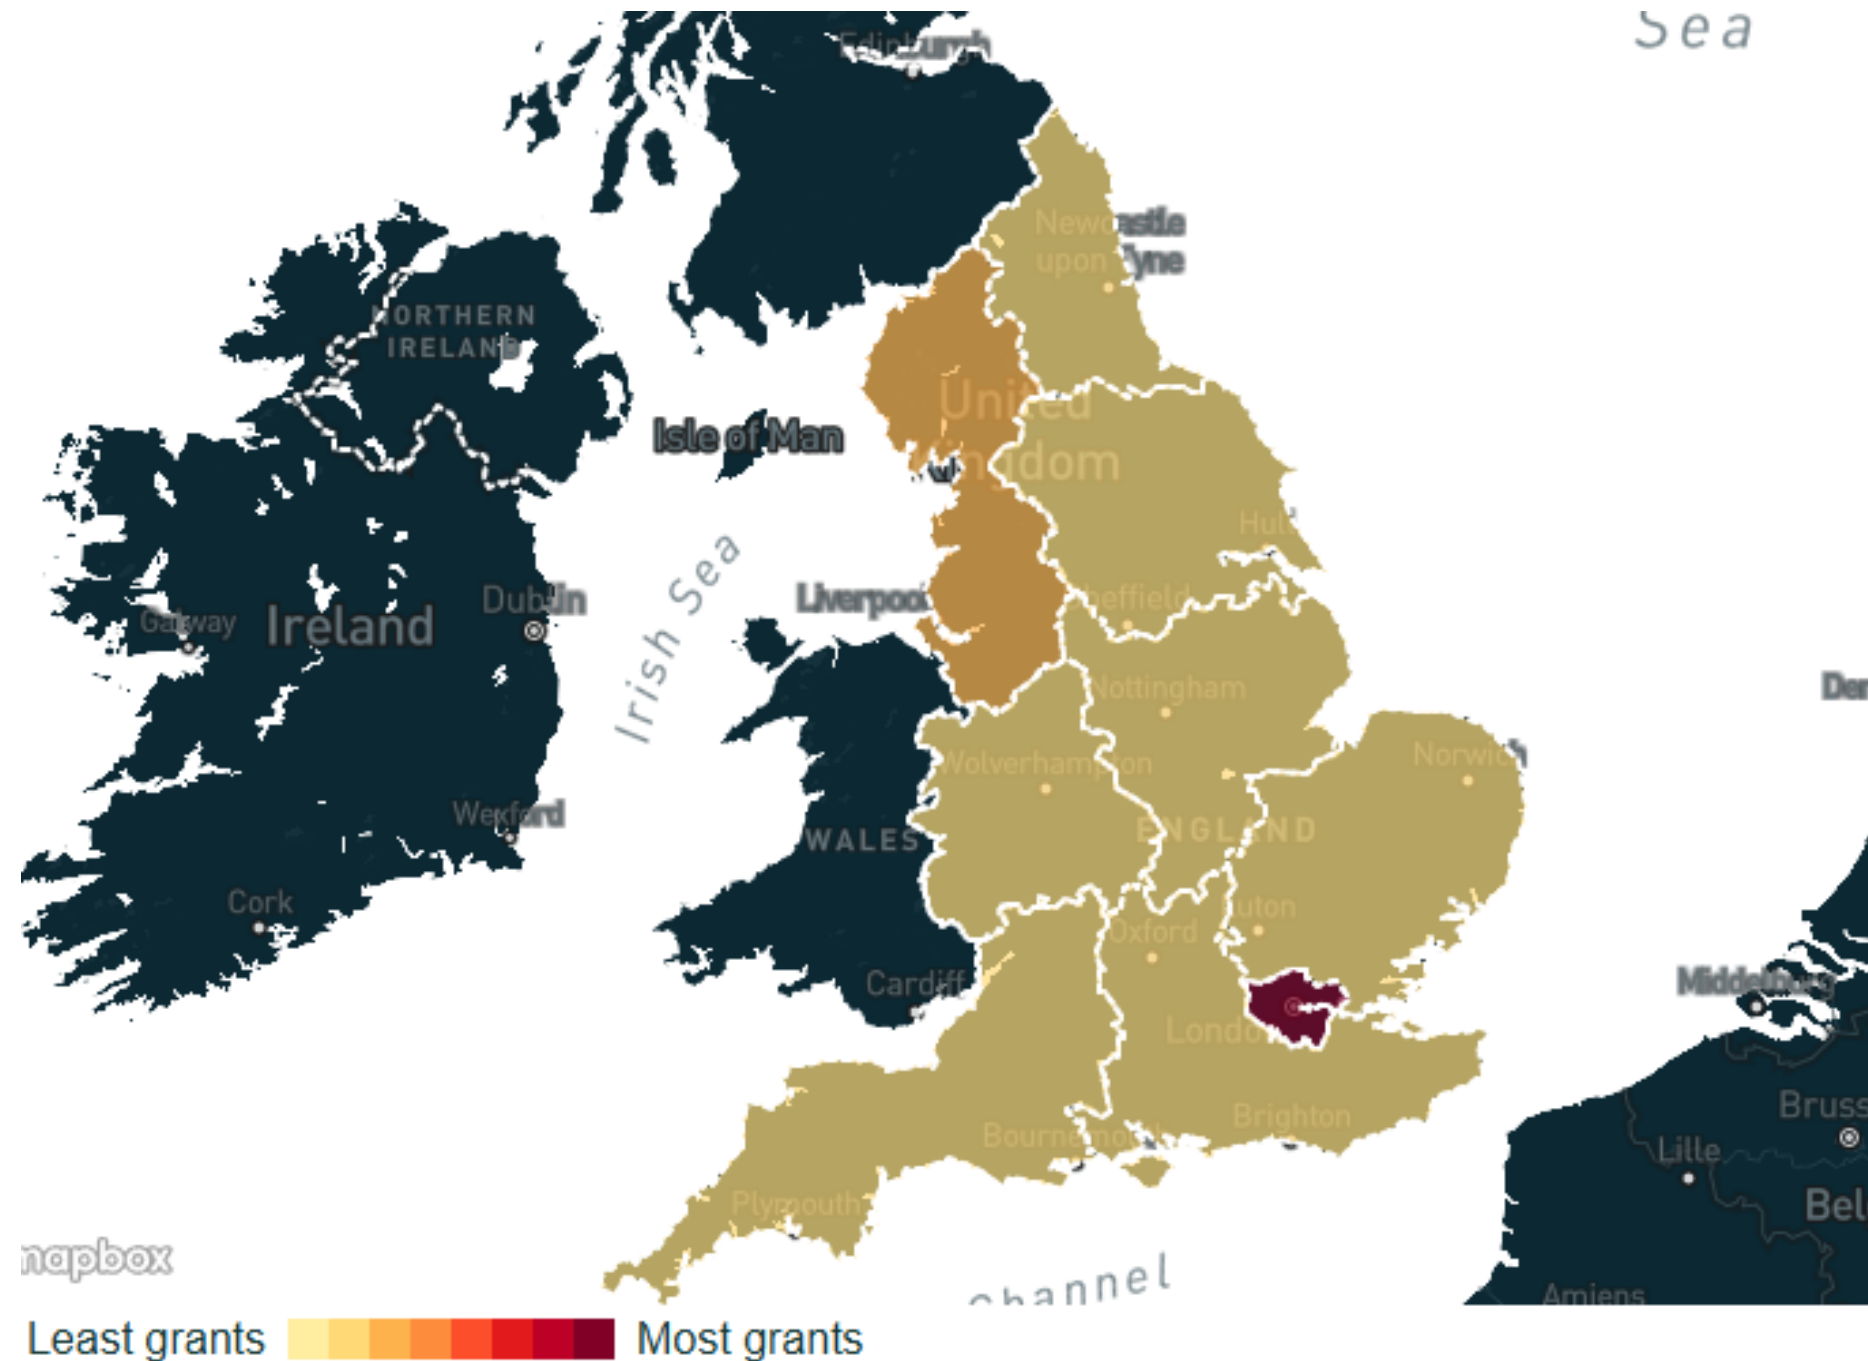 Sea
Edinburgh
Newcastle
upon Tyne
NORTHERN
IRELAND
United
Kingdom
Isle of Man
Hull
Irish Sea
Liverpool
Sheffield
Dublin
Galway
Ireland
Nottingham
Norwich
Wolverhampton
Wexford
WALES
ENGLAND
Cork
Luton
Oxford
Cardiff
Middelburg
London
Brighton
Bournemouth
Brus
Lille
Plymouth
Bel
mapbox
Channel
Amiens
Least grants
Most grants